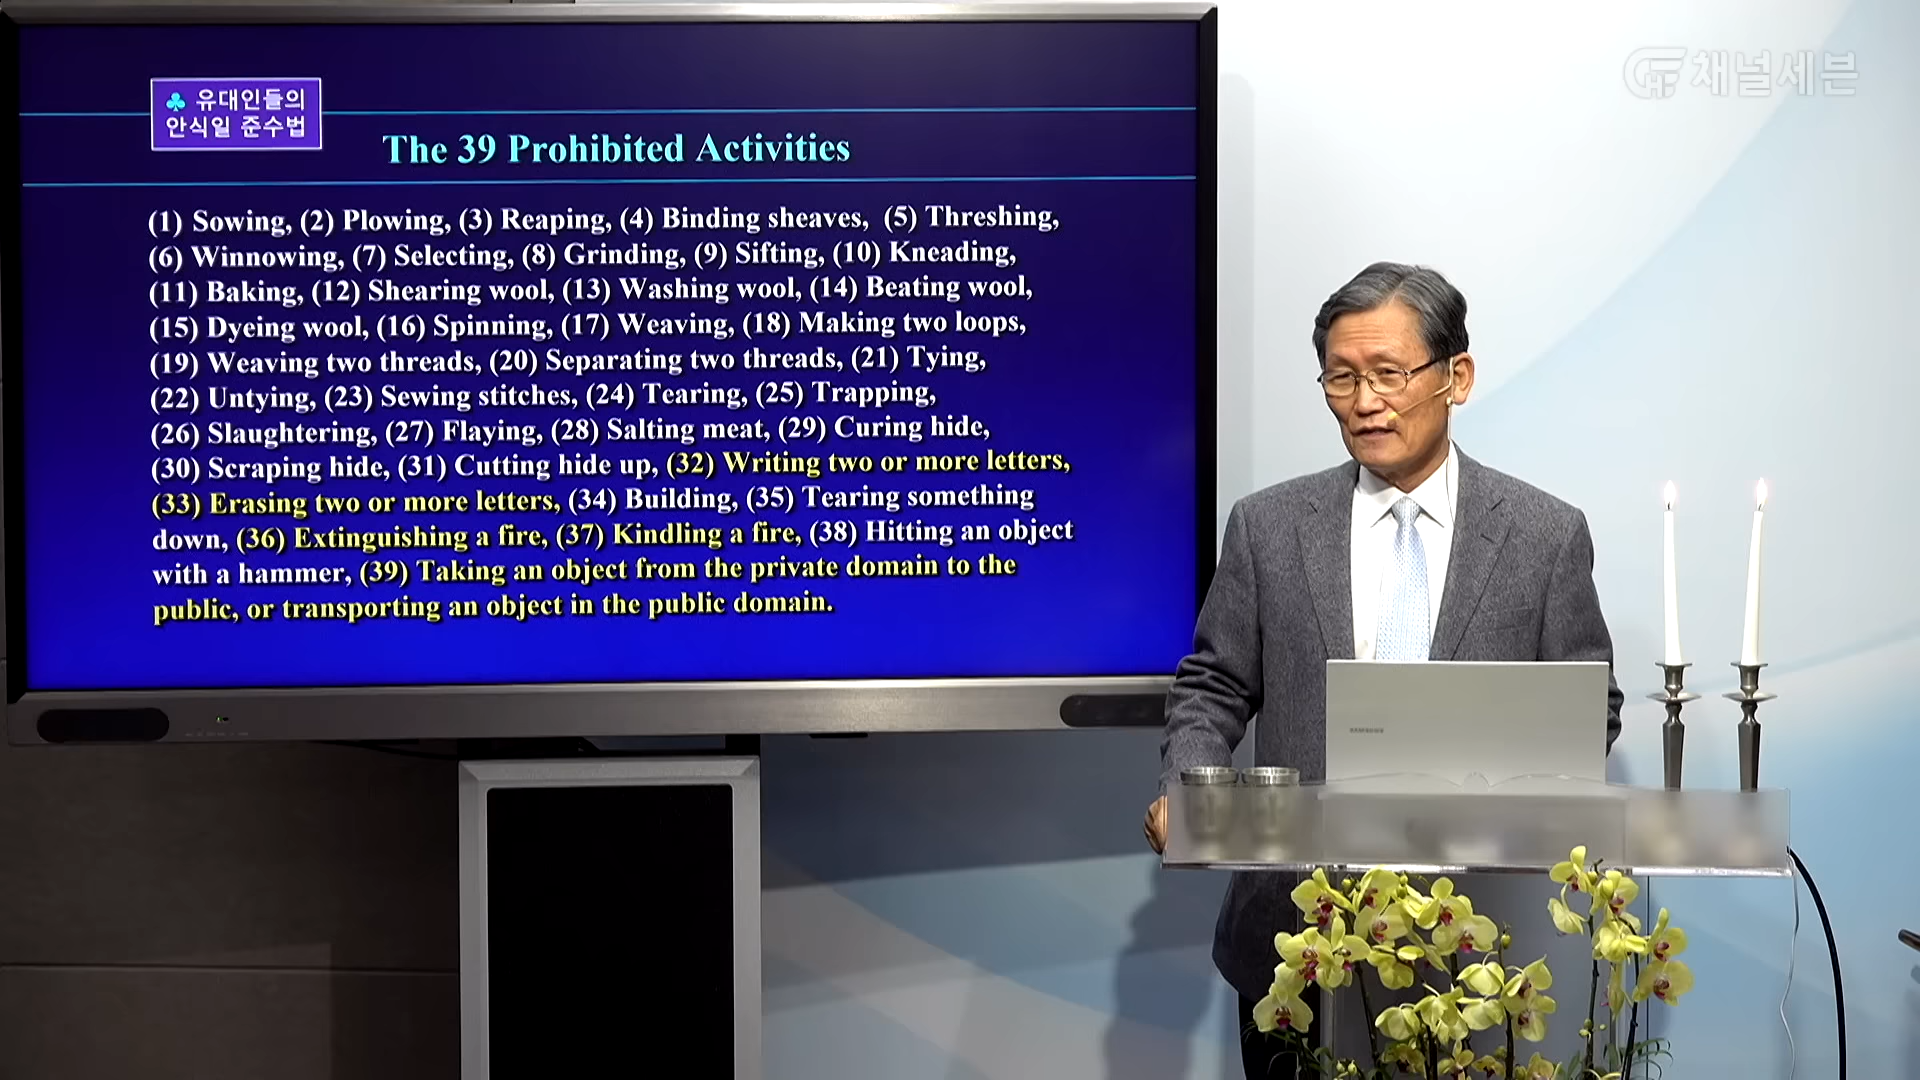 채널세븐
♣ 유대인들의
안식일 준수법
The 39 Prohibited Activities
(1) Sowing, (2) Plowing, (3) Reaping, (4) Binding sheaves, (5) Threshing,
(6) Winnowing, (7) Selecting, (8) Grinding, (9) Sifting, (10) Kneading,
(11) Baking, (12) Shearing wool, (13) Washing wool, (14) Beating wool,
(15) Dyeing wool, (16) Spinning, (17) Weaving, (18) Making two loops,
(19) Weaving two threads, (20) Separating two threads, (21) Tying,
(22) Untying, (23) Sewing stitches, (24) Tearing, (25) Trapping,
(26) Slaughtering, (27) Flaying, (28) Salting meat, (29) Curing hide,
(30) Scraping hide, (31) Cutting hide up, (32) Writing two or more letters,
(33) Erasing two or more letters, (34) Building, (35) Tearing something
down, (36) Extinguishing a fire, (37) Kindling a fire, (38) Hitting an object
with a hammer, (39) Taking an object from the private domain to the
public, or transporting an object in the public domain.
SAMSUNG